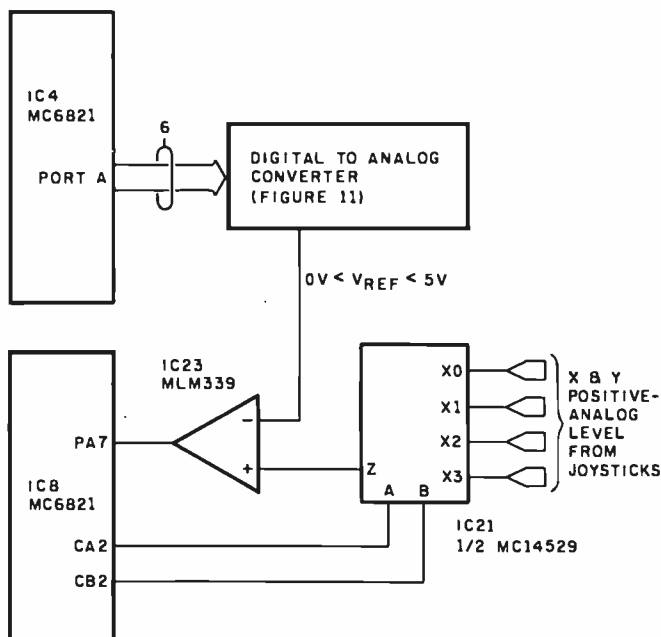 IC4
MC6821
PORT A
6
DIGITAL TO ANALOG
CONVERTER
(FIGURE 11)
0V < VREF < 5V
IC23
MLM339
-
+
PA7
IC8
MC6821
CA2
CB2
Z
A B
X0
X1
X2
X3
IC21
1/2 MC14529
X & Y
POSITIVE-
ANALOG
LEVEL
FROM
JOYSTICKS